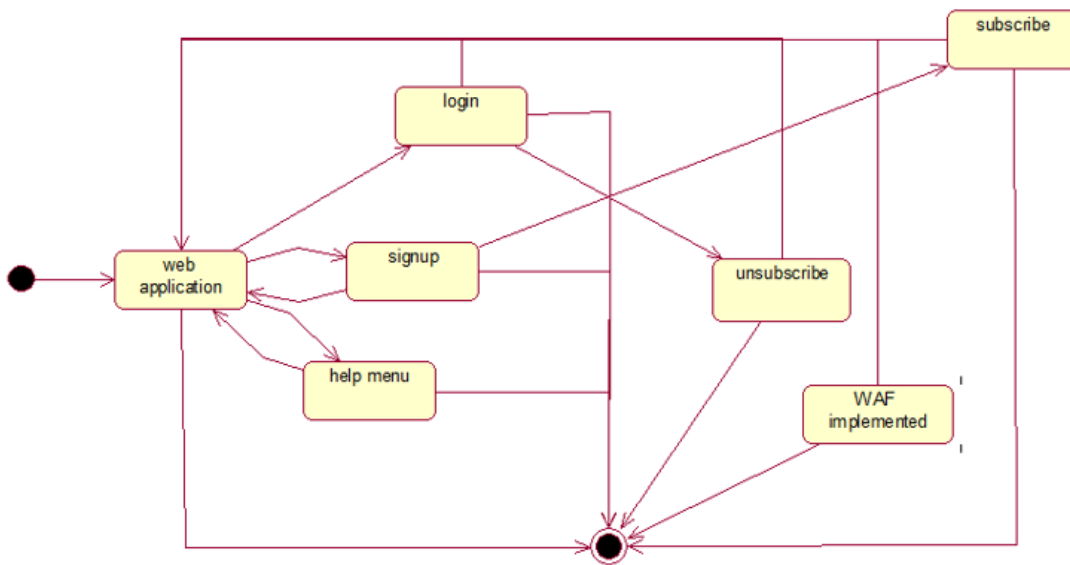 subscribe
login
signup
web
application
unsubscribe
help menu
WAF
implemented